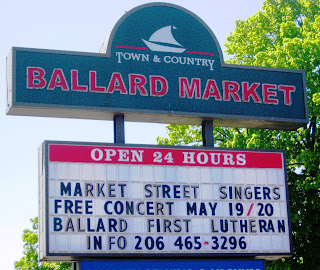 TOWN & COUNTRY
BALLARD MARKET
OPEN 24 HOURS
MARKET STREET SINGERS
FREE CONCERT MAY 19/20
BALLARD FIRST LUTHERAN
INFO 206 465-3296